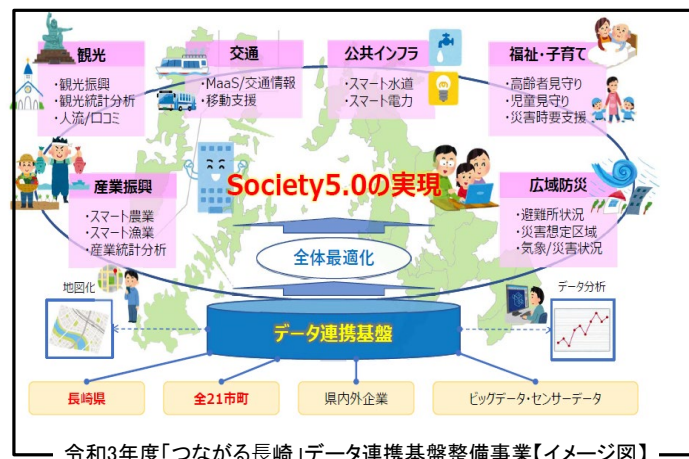 観光
・観光振興
・観光統計分析
・人流/口コミ
交通
・MaaS/交通情報
・移動支援
公共インフラ
・スマート水道
・スマート電力
福祉・子育て
・高齢者見守り
・児童見守り
・災害時要支援
産業振興
・スマート農業
・スマート漁業
・産業統計分析
Society5.0の実現
広域防災
・避難所状況
・災害想定区域
・気象/災害状況
全体最適化
地図化
データ分析
データ連携基盤
長崎県
全21市町
県内外企業
ビッグデータ・センサーデータ
令和3年度「つながる長崎」データ連携基盤整備事業【イメージ図】